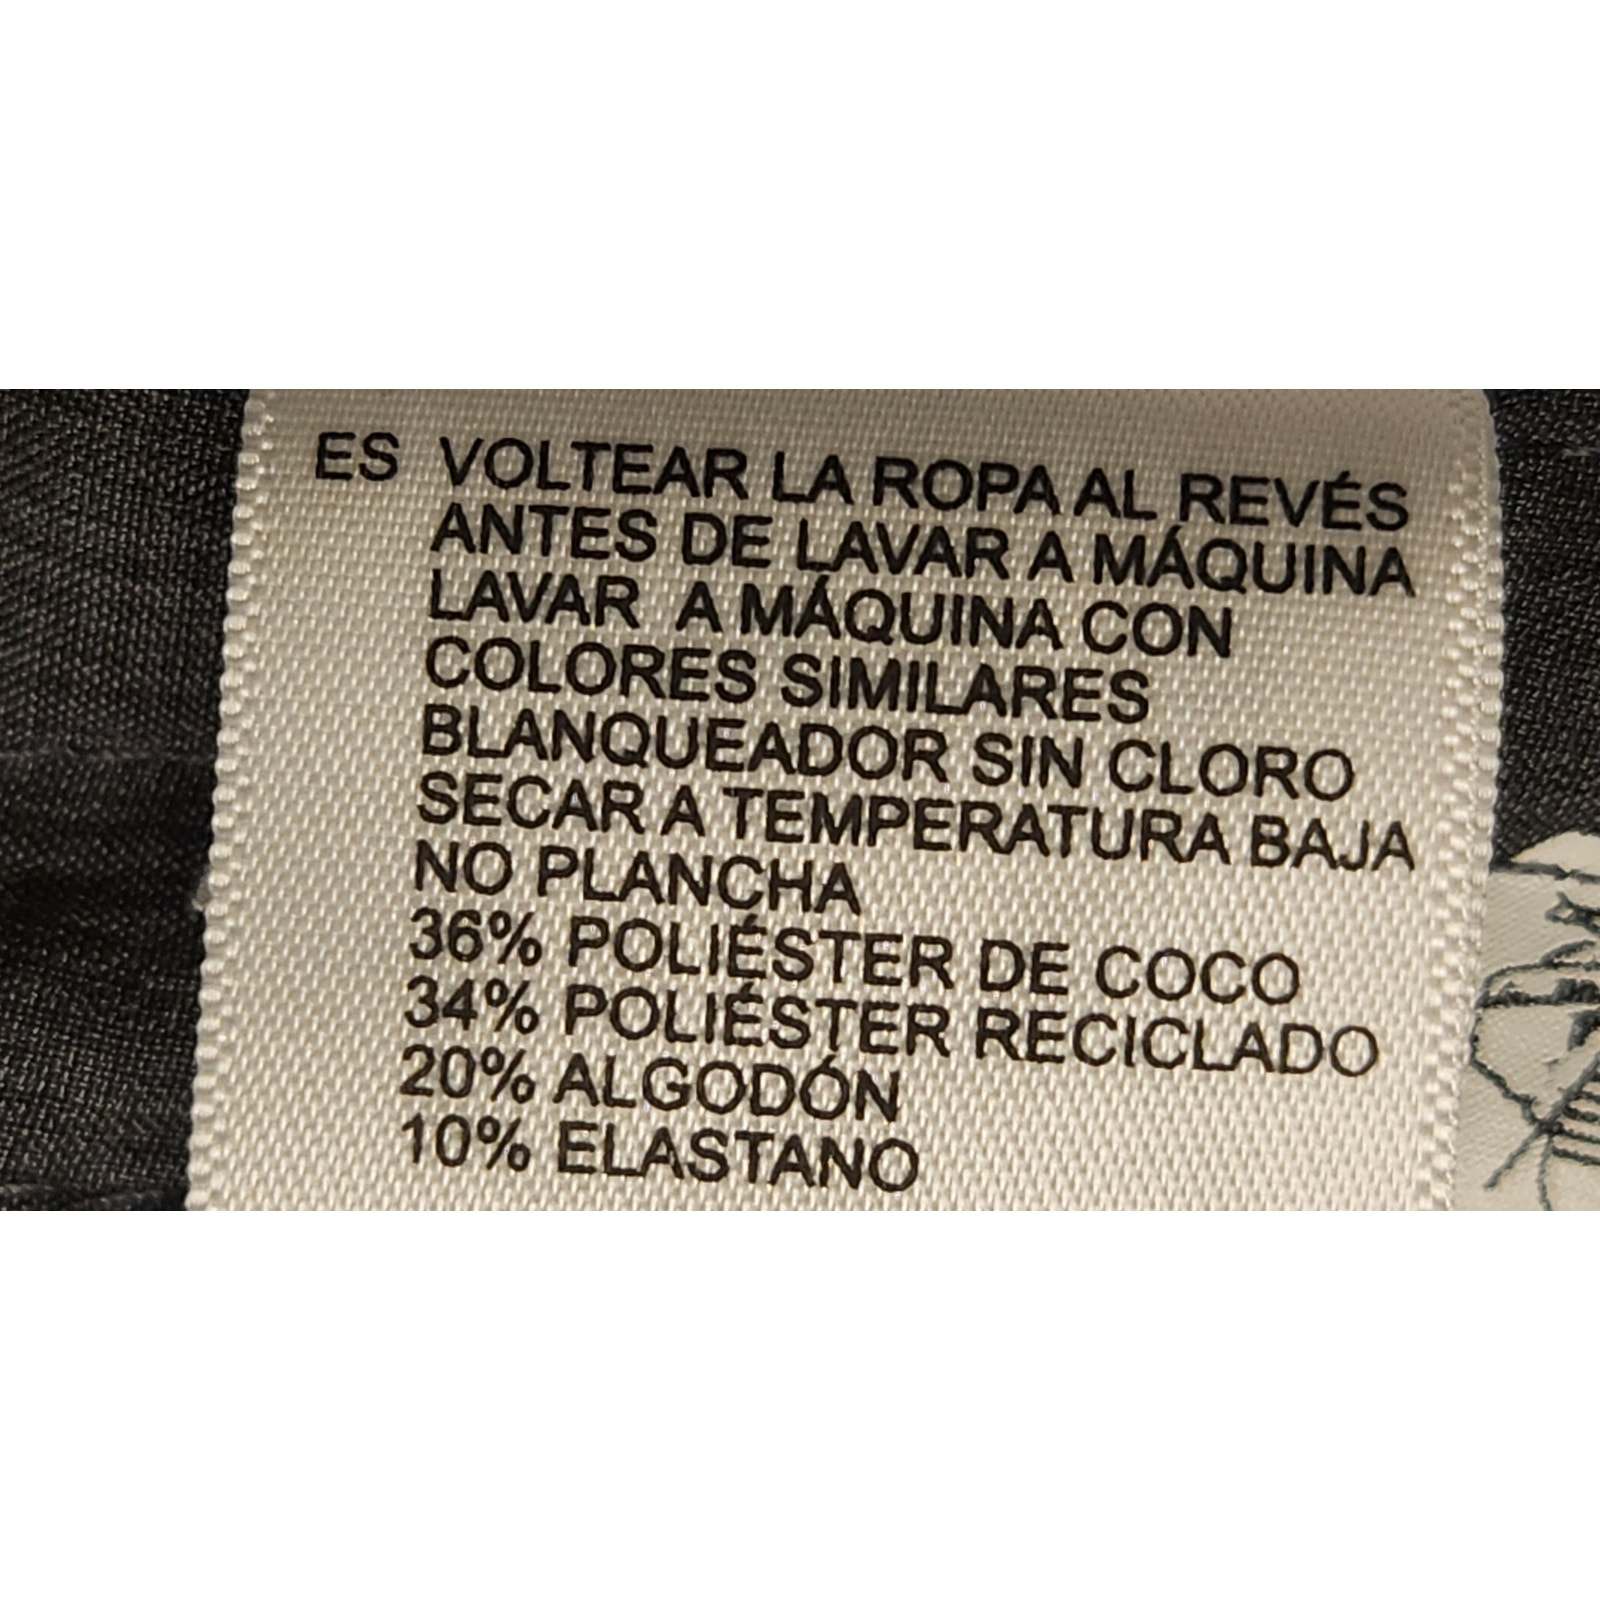 ES VOLTEAR LA ROPA AL REVÉS
ANTES DE LAVAR A MÁQUINA
LAVAR A MÁQUINA CON
COLORES SIMILARES
BLANQUEADOR SIN CLORO
SECAR A TEMPERATURA BAJA
NO PLANCHA
36% POLIÉSTER DE COCO
34% POLIÉSTER RECICLADO
20% ALGODÓN
10% ELASTANO